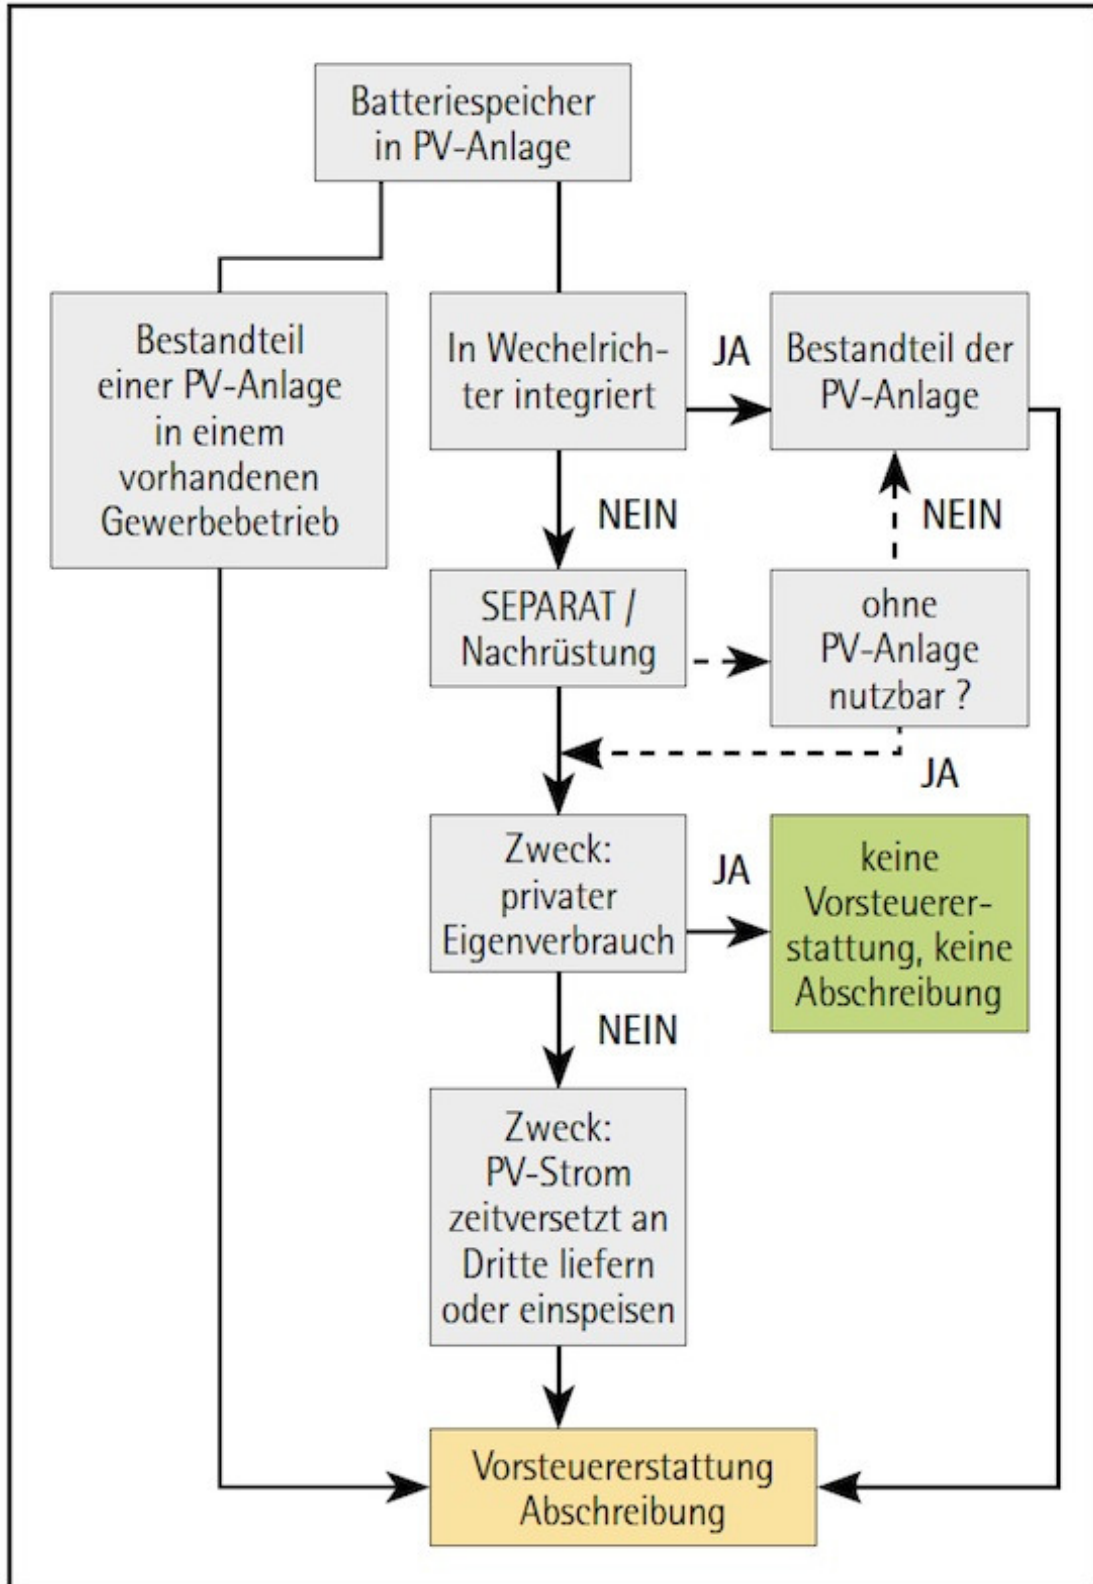 Batteriespeicher
in PV-Anlage
Bestandteil
einer PV-Anlage
in einem
vorhandenen
Gewerbebetrieb
In Wechelrich-
ter integriert
JA
Bestandteil der
PV-Anlage
NEIN
NEIN
SEPARAT /
Nachrüstung
ohne
PV-Anlage
nutzbar ?
JA
Zweck:
privater
Eigenverbrauch
JA
keine
Vorsteuerer-
stattung, keine
Abschreibung
NEIN
Zweck:
PV-Strom
zeitversetzt an
Dritte liefern
oder einspeisen
Vorsteuererstattung
Abschreibung